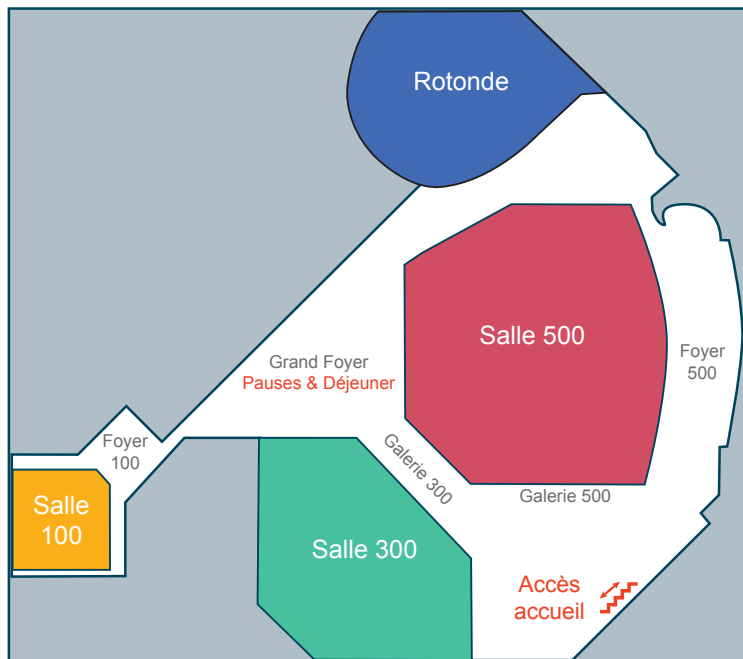 Rotonde
Salle 500
Grand Foyer
Pauses & Déjeuner
Foyer
500
Foyer
100
Galerie 300
Galerie 500
Salle
100
Salle 300
Accès
accueil